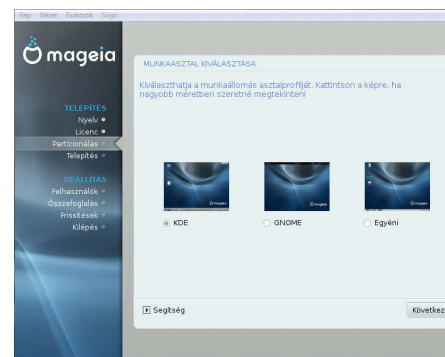 Gép Nézet Eszközök Súgó
mageia
TELEPÍTÉS
Nyelv
Licenc
Partícionálás
Telepítés
BEÁLLÍTÁS
Felhasználók
Összefoglalás
Frissítések
Kilépés
MUNKAASZTAL KIVÁLASZTÁSA
Kiválaszthatja a munkaállomás asztalprofilját. Kattintson a képre, ha
nagyobb méretben szeretné megtekinteni
KDE
GNOME
Egyéni
Segítség
Következ